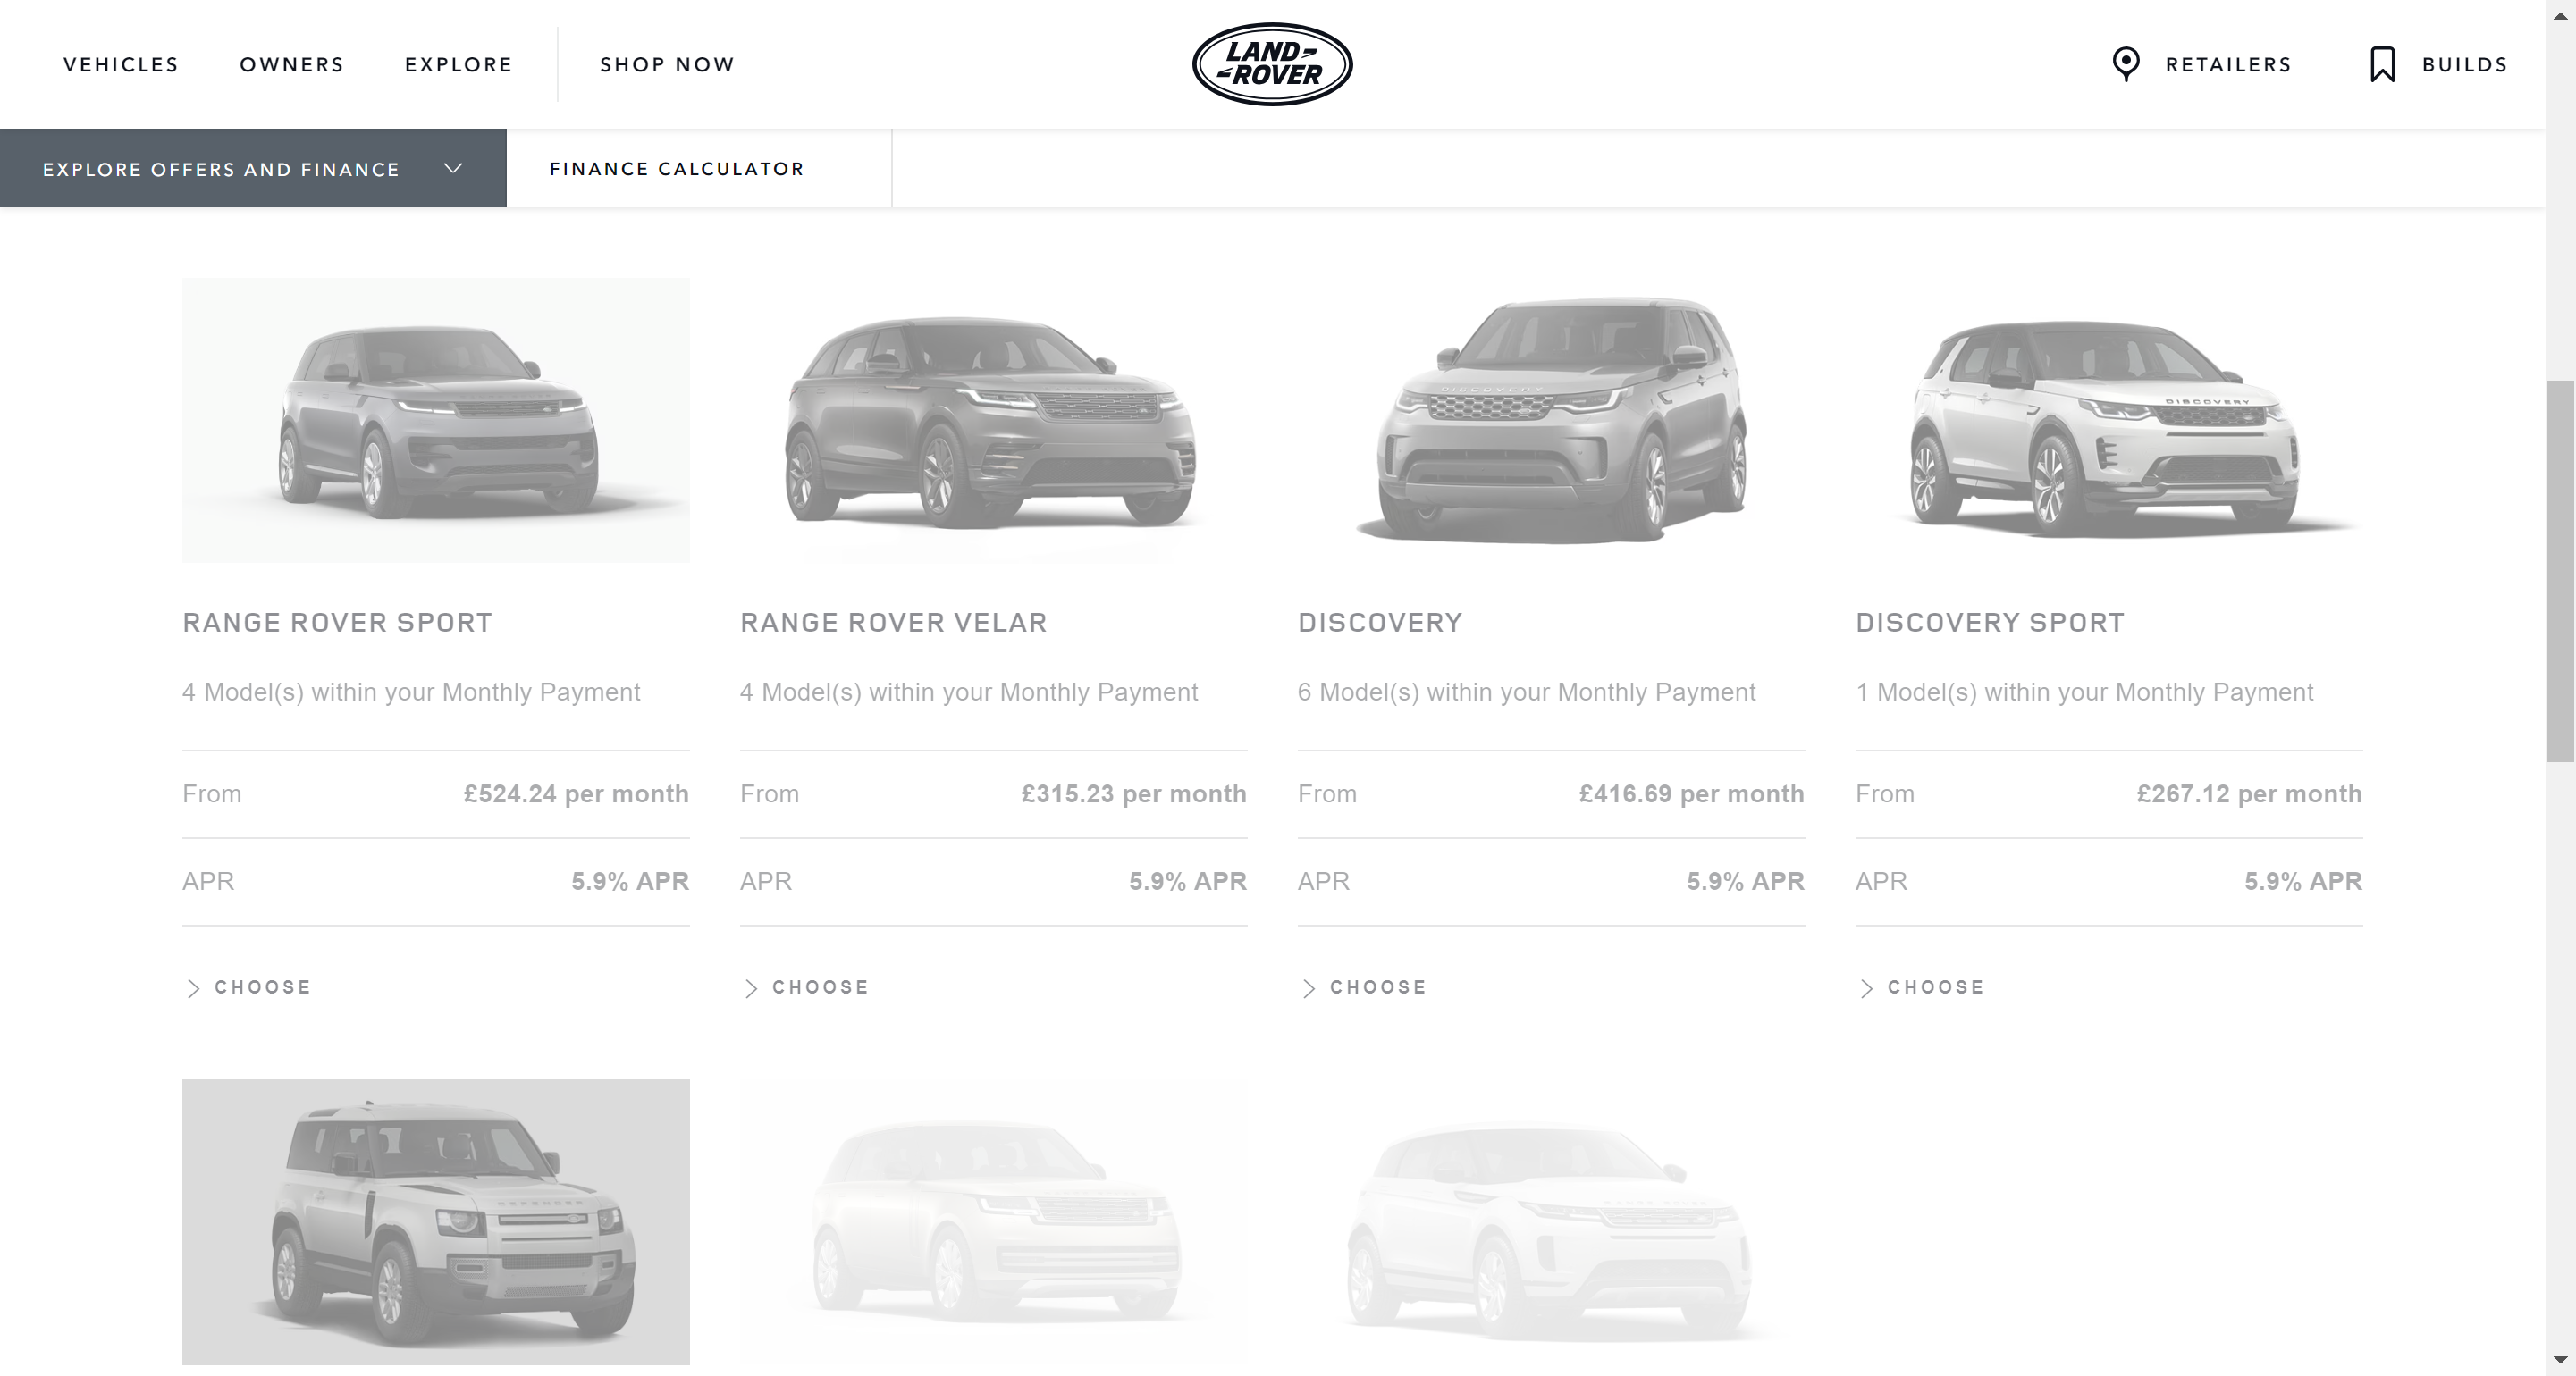 VEHICLES OWNERS EXPLORE SHOP NOW LAND ROVER RETAILERS BUILDS
EXPLORE OFFERS AND FINANCE FINANCE CALCULATOR
DISCOVERY
DISCOVERY
RANGE ROVER SPORT RANGE ROVER VELAR DISCOVERY DISCOVERY SPORT
4 Model(s) within your Monthly Payment 4 Model(s) within your Monthly Payment 6 Model(s) within your Monthly Payment 1 Model(s) within your Monthly Payment
From £524.24 per month From £315.23 per month From £416.69 per month From £267.12 per month
APR 5.9% APR APR 5.9% APR APR 5.9% APR APR 5.9% APR
CHOOSE CHOOSE CHOOSE CHOOSE
DEFENDER